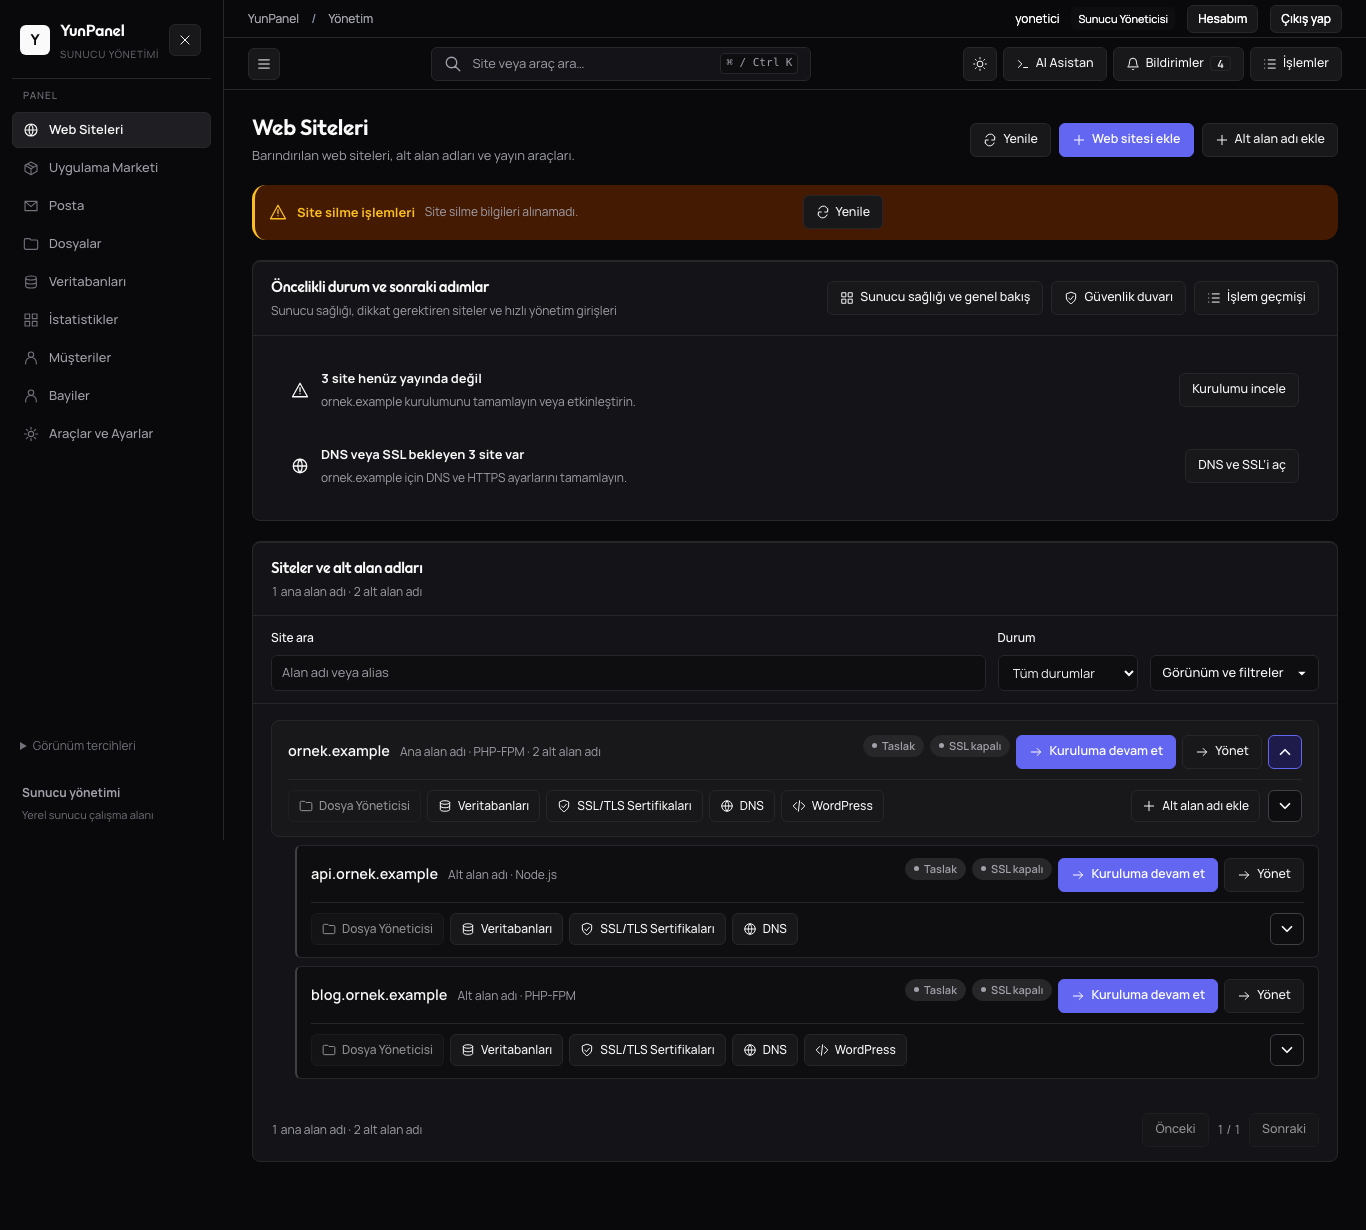 Y
YunPanel
SUNUCU YÖNETİMİ
PANEL
Web Siteleri
Uygulama Marketi
Posta
Dosyalar
Veritabanları
İstatistikler
Müşteriler
Bayiler
Araçlar ve Ayarlar
Görünüm tercihleri
Sunucu yönetimi
Yerel sunucu çalışma alanı
YunPanel / Yönetim
yonetici Sunucu Yöneticisi Hesabım Çıkış yap
Site veya araç ara... ⌘ / Ctrl K
AI Asistan Bildirimler 4 İşlemler
Web Siteleri
Barındırılan web siteleri, alt alan adları ve yayın araçları.
Yenile Web sitesi ekle Alt alan adı ekle
Site silme işlemleri Site silme bilgileri alınamadı. Yenile
Öncelikli durum ve sonraki adımlar
Sunucu sağlığı, dikkat gerektiren siteler ve hızlı yönetim girişleri
Sunucu sağlığı ve genel bakış Güvenlik duvarı İşlem geçmişi
3 site henüz yayında değil
ornek.example kurulumunu tamamlayın veya etkinleştirin.
Kurulumu incele
DNS veya SSL bekleyen 3 site var
ornek.example için DNS ve HTTPS ayarlarını tamamlayın.
DNS ve SSL'i aç
Siteler ve alt alan adları
1 ana alan adı · 2 alt alan adı
Site ara
Alan adı veya alias
Durum
Tüm durumlar
Görünüm ve filtreler
ornek.example Ana alan adı · PHP-FPM · 2 alt alan adı Taslak SSL kapalı Kuruluma devam et Yönet
Dosya Yöneticisi Veritabanları SSL/TLS Sertifikaları DNS WordPress Alt alan adı ekle
api.ornek.example Alt alan adı · Node.js Taslak SSL kapalı Kuruluma devam et Yönet
Dosya Yöneticisi Veritabanları SSL/TLS Sertifikaları DNS
blog.ornek.example Alt alan adı · PHP-FPM Taslak SSL kapalı Kuruluma devam et Yönet
Dosya Yöneticisi Veritabanları SSL/TLS Sertifikaları DNS WordPress
1 ana alan adı · 2 alt alan adı
Önceki 1 / 1 Sonraki